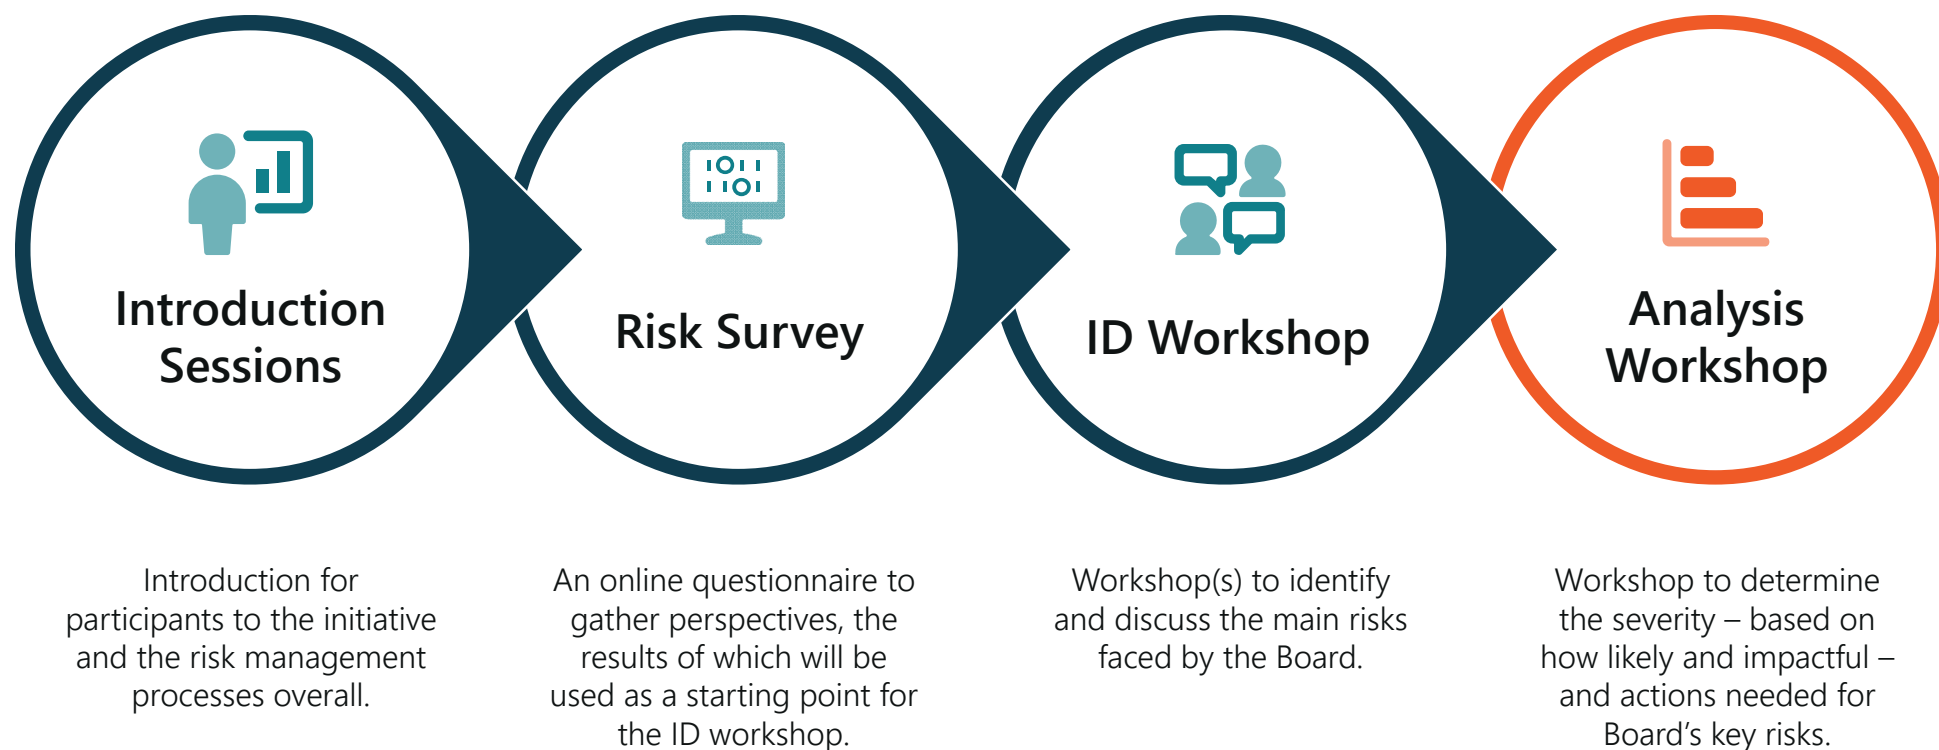 Introduction
Sessions
Introduction for
participants to the initiative
and the risk management
processes overall.
Risk Survey
An online questionnaire to
gather perspectives, the
results of which will be
used as a starting point for
the ID workshop.
ID Workshop
Workshop(s) to identify
and discuss the main risks
faced by the Board.
Analysis
Workshop
Workshop to determine
the severity – based on
how likely and impactful –
and actions needed for
Board’s key risks.